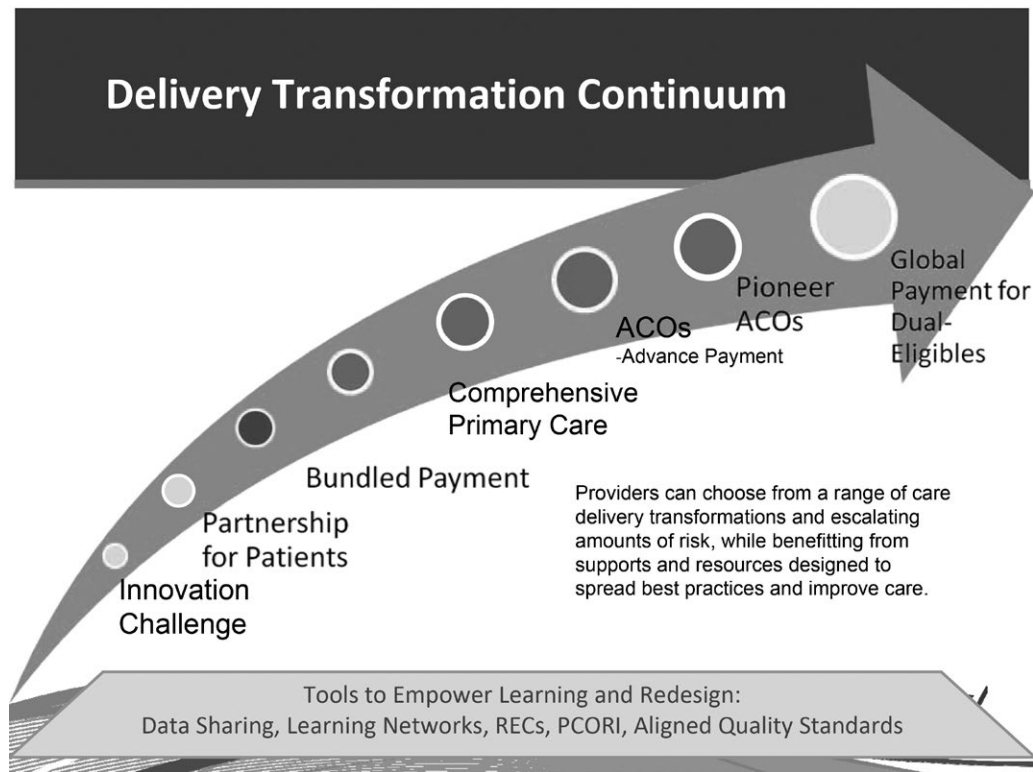 Delivery Transformation Continuum
Global
Payment for
Dual-
Eligibles
Pioneer
ACOs
ACOs
-Advance Payment
Comprehensive
Primary Care
Bundled Payment
Partnership
for Patients
Innovation
Challenge
Providers can choose from a range of care
delivery transformations and escalating
amounts of risk, while benefitting from
supports and resources designed to
spread best practices and improve care.
Tools to Empower Learning and Redesign:
Data Sharing, Learning Networks, RECs, PCORI, Aligned Quality Standards